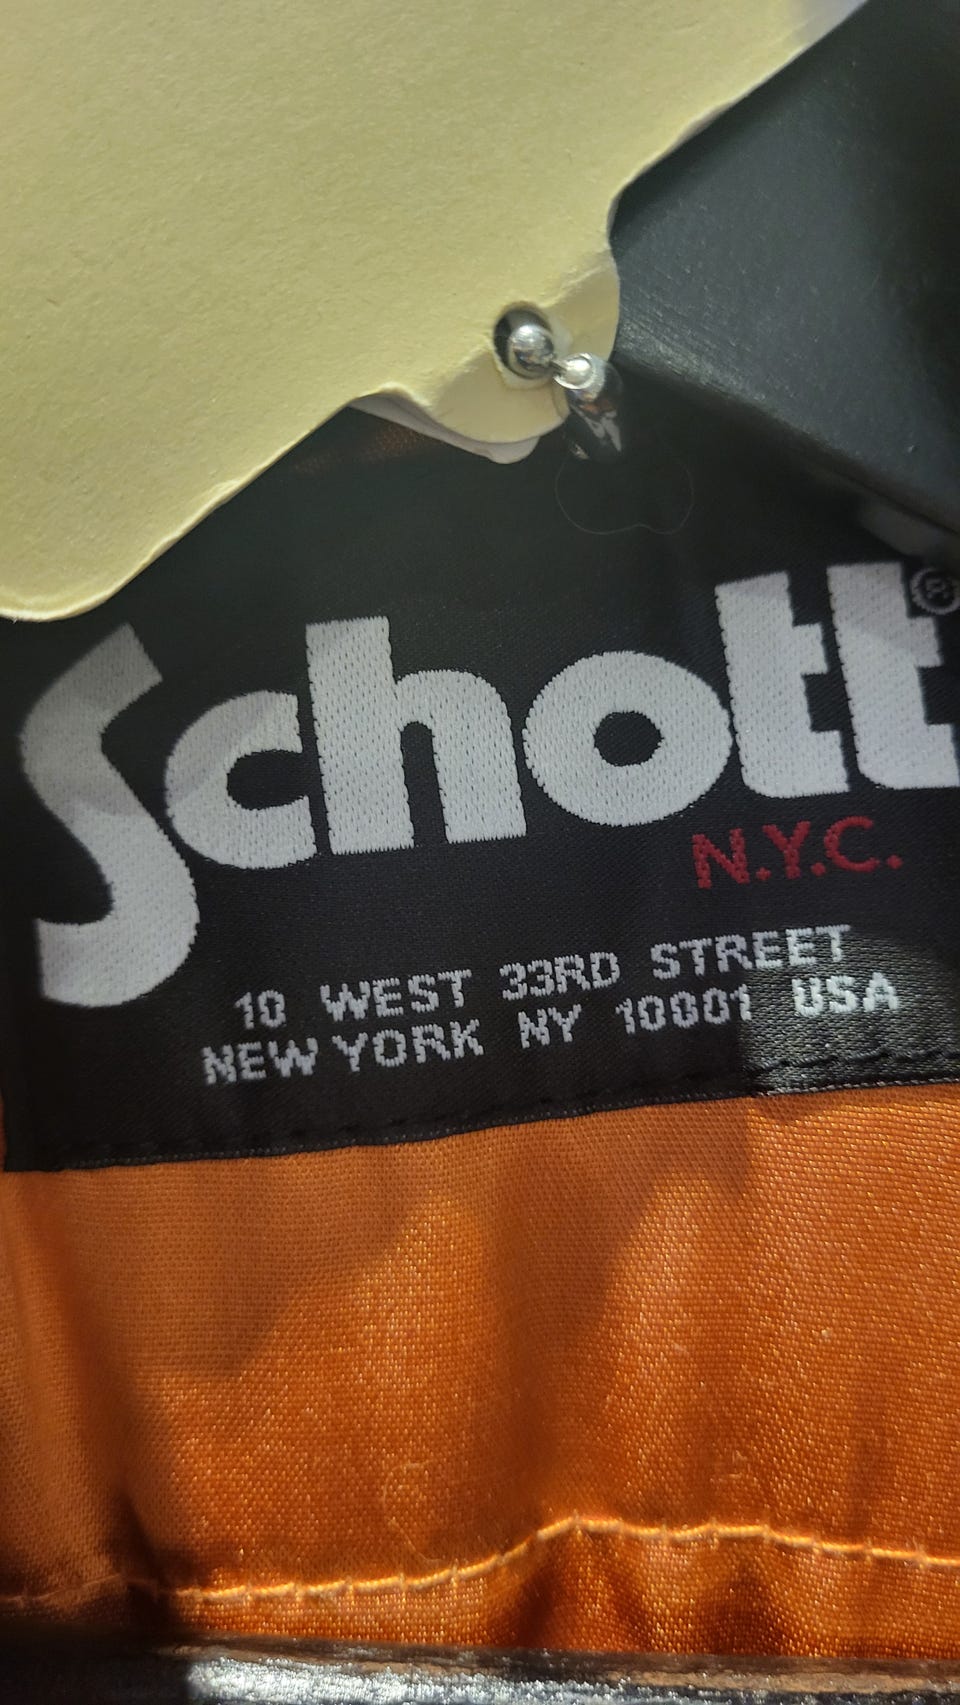 Schott®
N.Y.C.
10 WEST 33RD STREET
NEW YORK NY 10001 USA